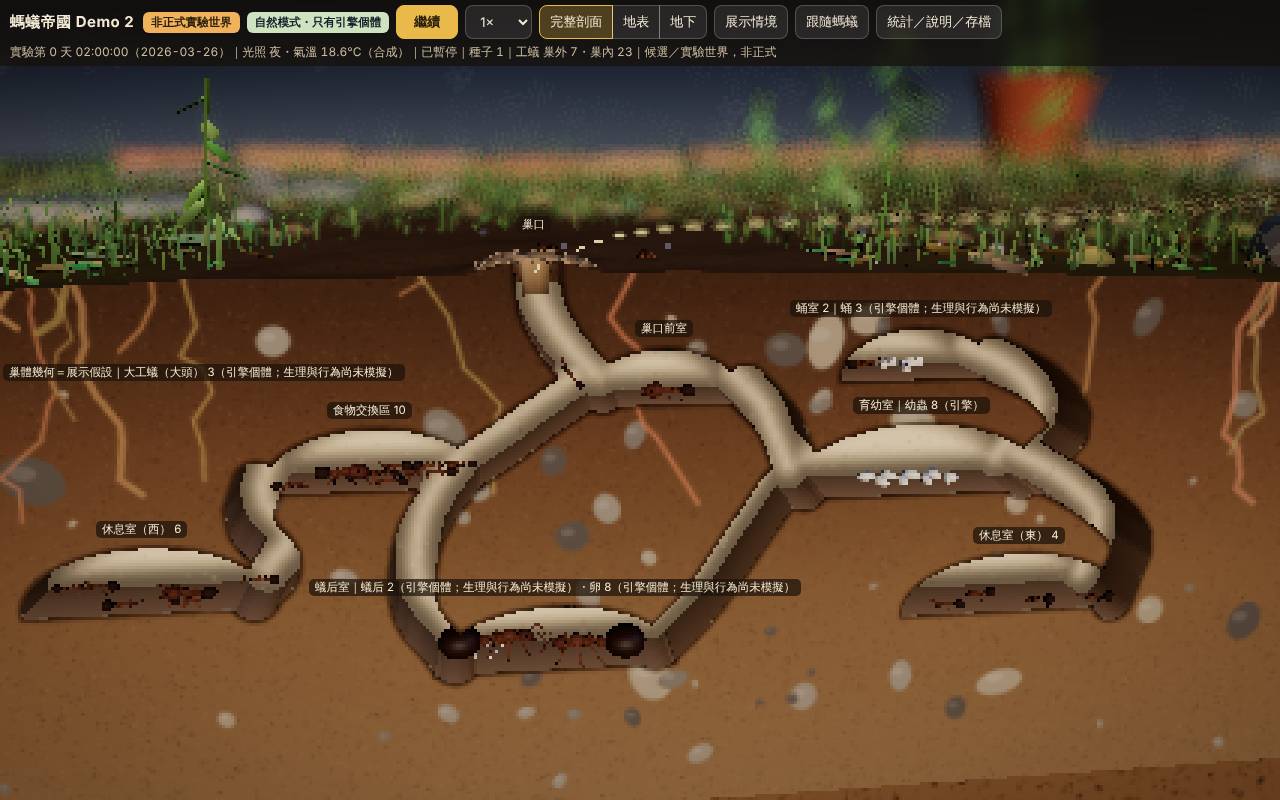 螞蟻帝國 Demo 2 非正式實驗世界 自然模式・只有引擎個體 繼續 1× 完整剖面 地表 地下 展示情境 跟隨螞蟻 統計／說明／存檔
實驗第 0 天 02:00:00（2026-03-26）｜光照 夜・氣溫 18.6°C（合成）｜已暫停｜種子 1｜工蟻 巢外 7・巢內 23｜候選／實驗世界，非正式
巢口
蛹室 2｜蛹 3（引擎個體；生理與行為尚未模擬）
巢口前室
巢體幾何＝展示假設｜大工蟻（大頭） 3（引擎個體；生理與行為尚未模擬）
育幼室｜幼蟲 8（引擎）
食物交換區 10
休息室（西） 6
休息室（東） 4
蟻后室｜蟻后 2（引擎個體；生理與行為尚未模擬）・卵 8（引擎個體；生理與行為尚未模擬）